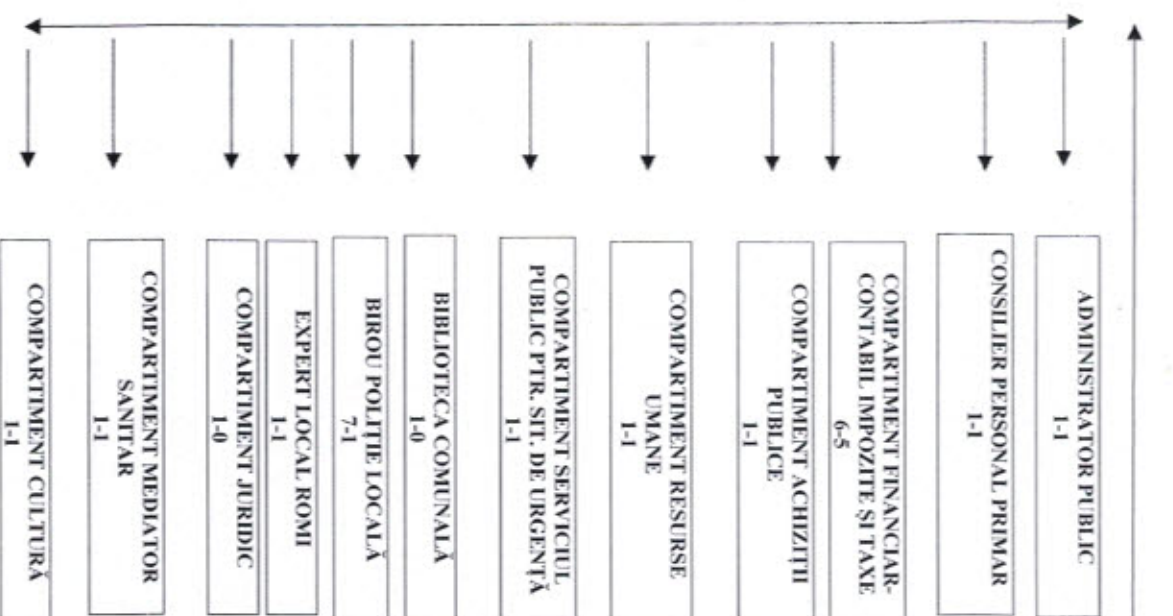 ADMINISTRATOR PUBLIC
1-1
CONSILIER PERSONAL PRIMAR
1-1
COMPARTIMENT FINANCIAR-
CONTABIL IMPOZITE ȘI TAXE
6-5
COMPARTIMENT ACHIZIȚII
PUBLICE
1-1
COMPARTIMENT RESURSE
UMANE
1-1
COMPARTIMENT SERVICIUL
PUBLIC PTR. SIT. DE URGENȚĂ
1-1
BIBLIOTECA COMUNALĂ
1-0
BIROU POLIȚIE LOCALĂ
7-1
EXPERT LOCAL ROMI
1-1
COMPARTIMENT JURIDIC
1-0
COMPARTIMENT MEDIATOR
SANITAR
1-1
COMPARTIMENT CULTURĂ
1-1